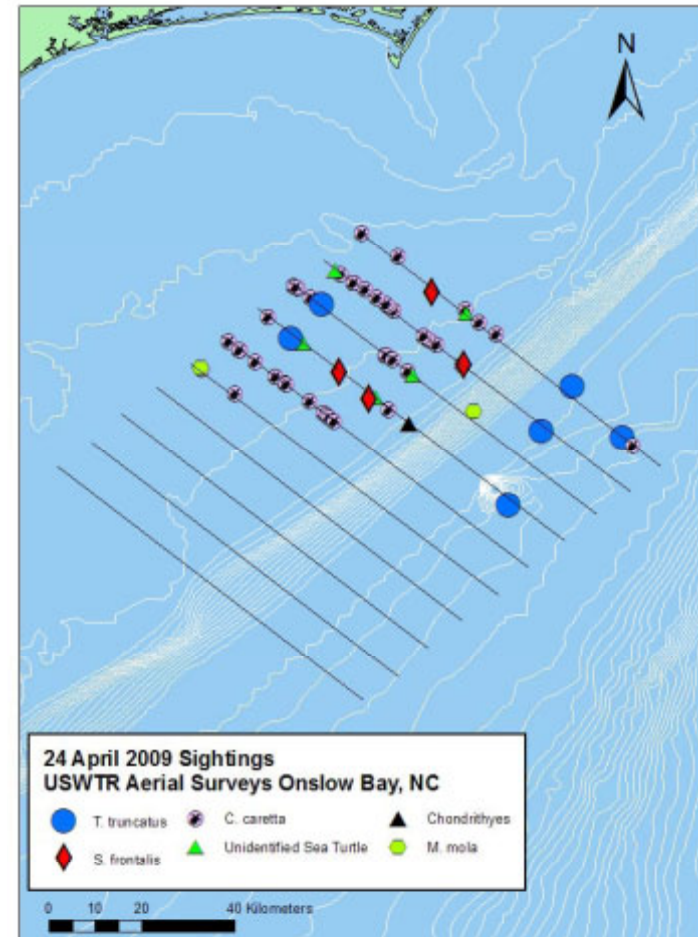 N
24 April 2009 Sightings
USWTR Aerial Surveys Onslow Bay, NC
T. truncatus C. caretta Chondrithyes
S. frontalis Unidentified Sea Turtle M. mola
0 10 20 40 Kilometers